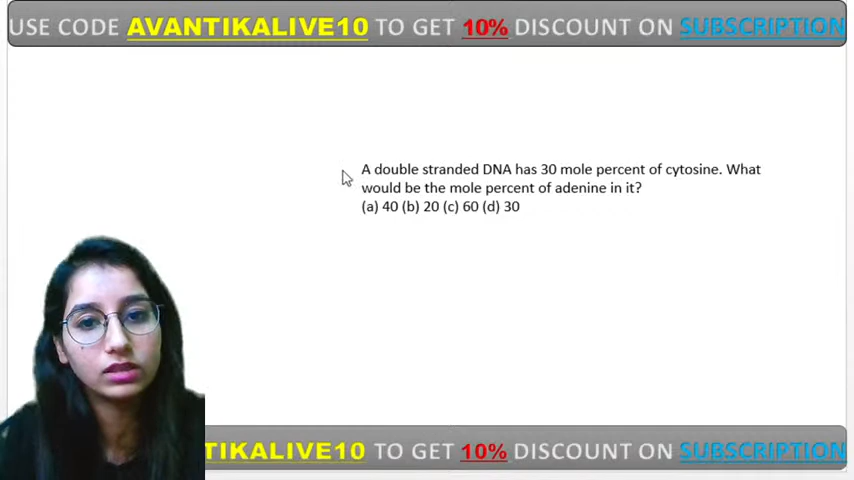 USE CODE AVANTIKALIVE10 TO GET 10% DISCOUNT ON SUBSCRIPTION
A double stranded DNA has 30 mole percent of cytosine. What
would be the mole percent of adenine in it?
(a) 40 (b) 20 (c) 60 (d) 30
TIKALIVE10 TO GET 10% DISCOUNT ON SUBSCRIPTION